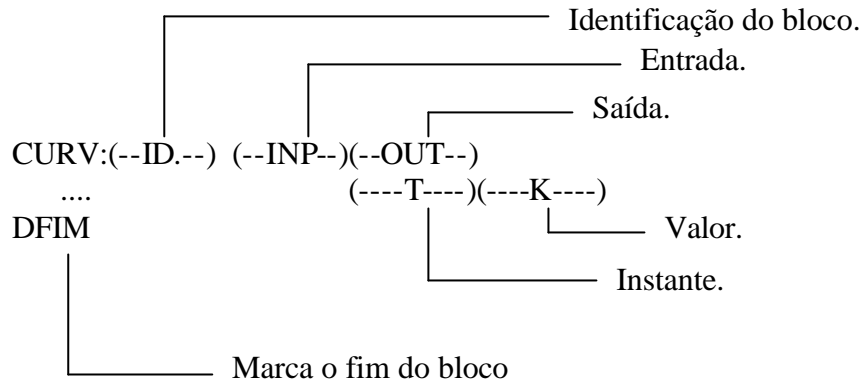 Identificação do bloco.
Entrada.
Saída.
CURV:(--ID.--) (--INP--)(--OUT--)
.... (----T----)(----K----)
DFIM
Valor.
Instante.
Marca o fim do bloco